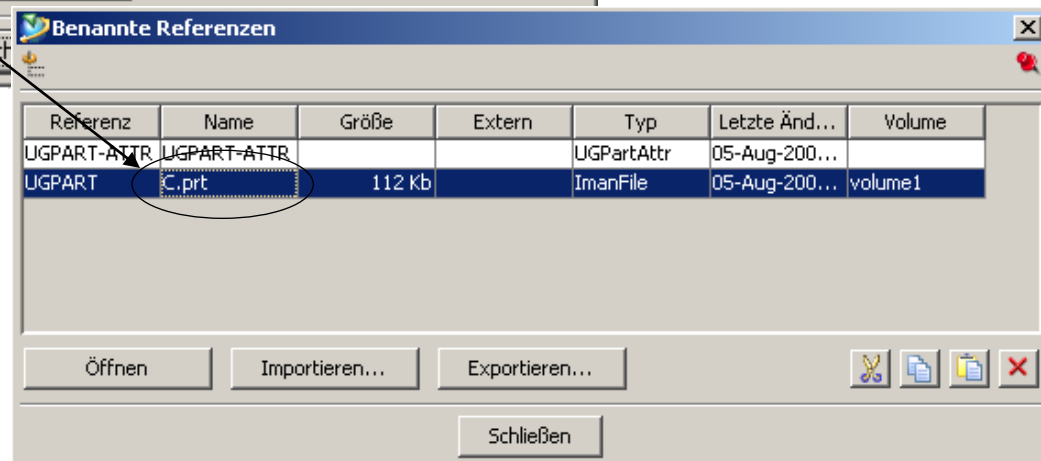 Benannte Referenzen
Referenz Name Größe Extern Typ Letzte Änd... Volume
UGPART-ATTR UGPART-ATTR UGPartAttr 05-Aug-200...
UGPART C.prt 112 Kb ImanFile 05-Aug-200... volume1
Öffnen Importieren... Exportieren...
Schließen